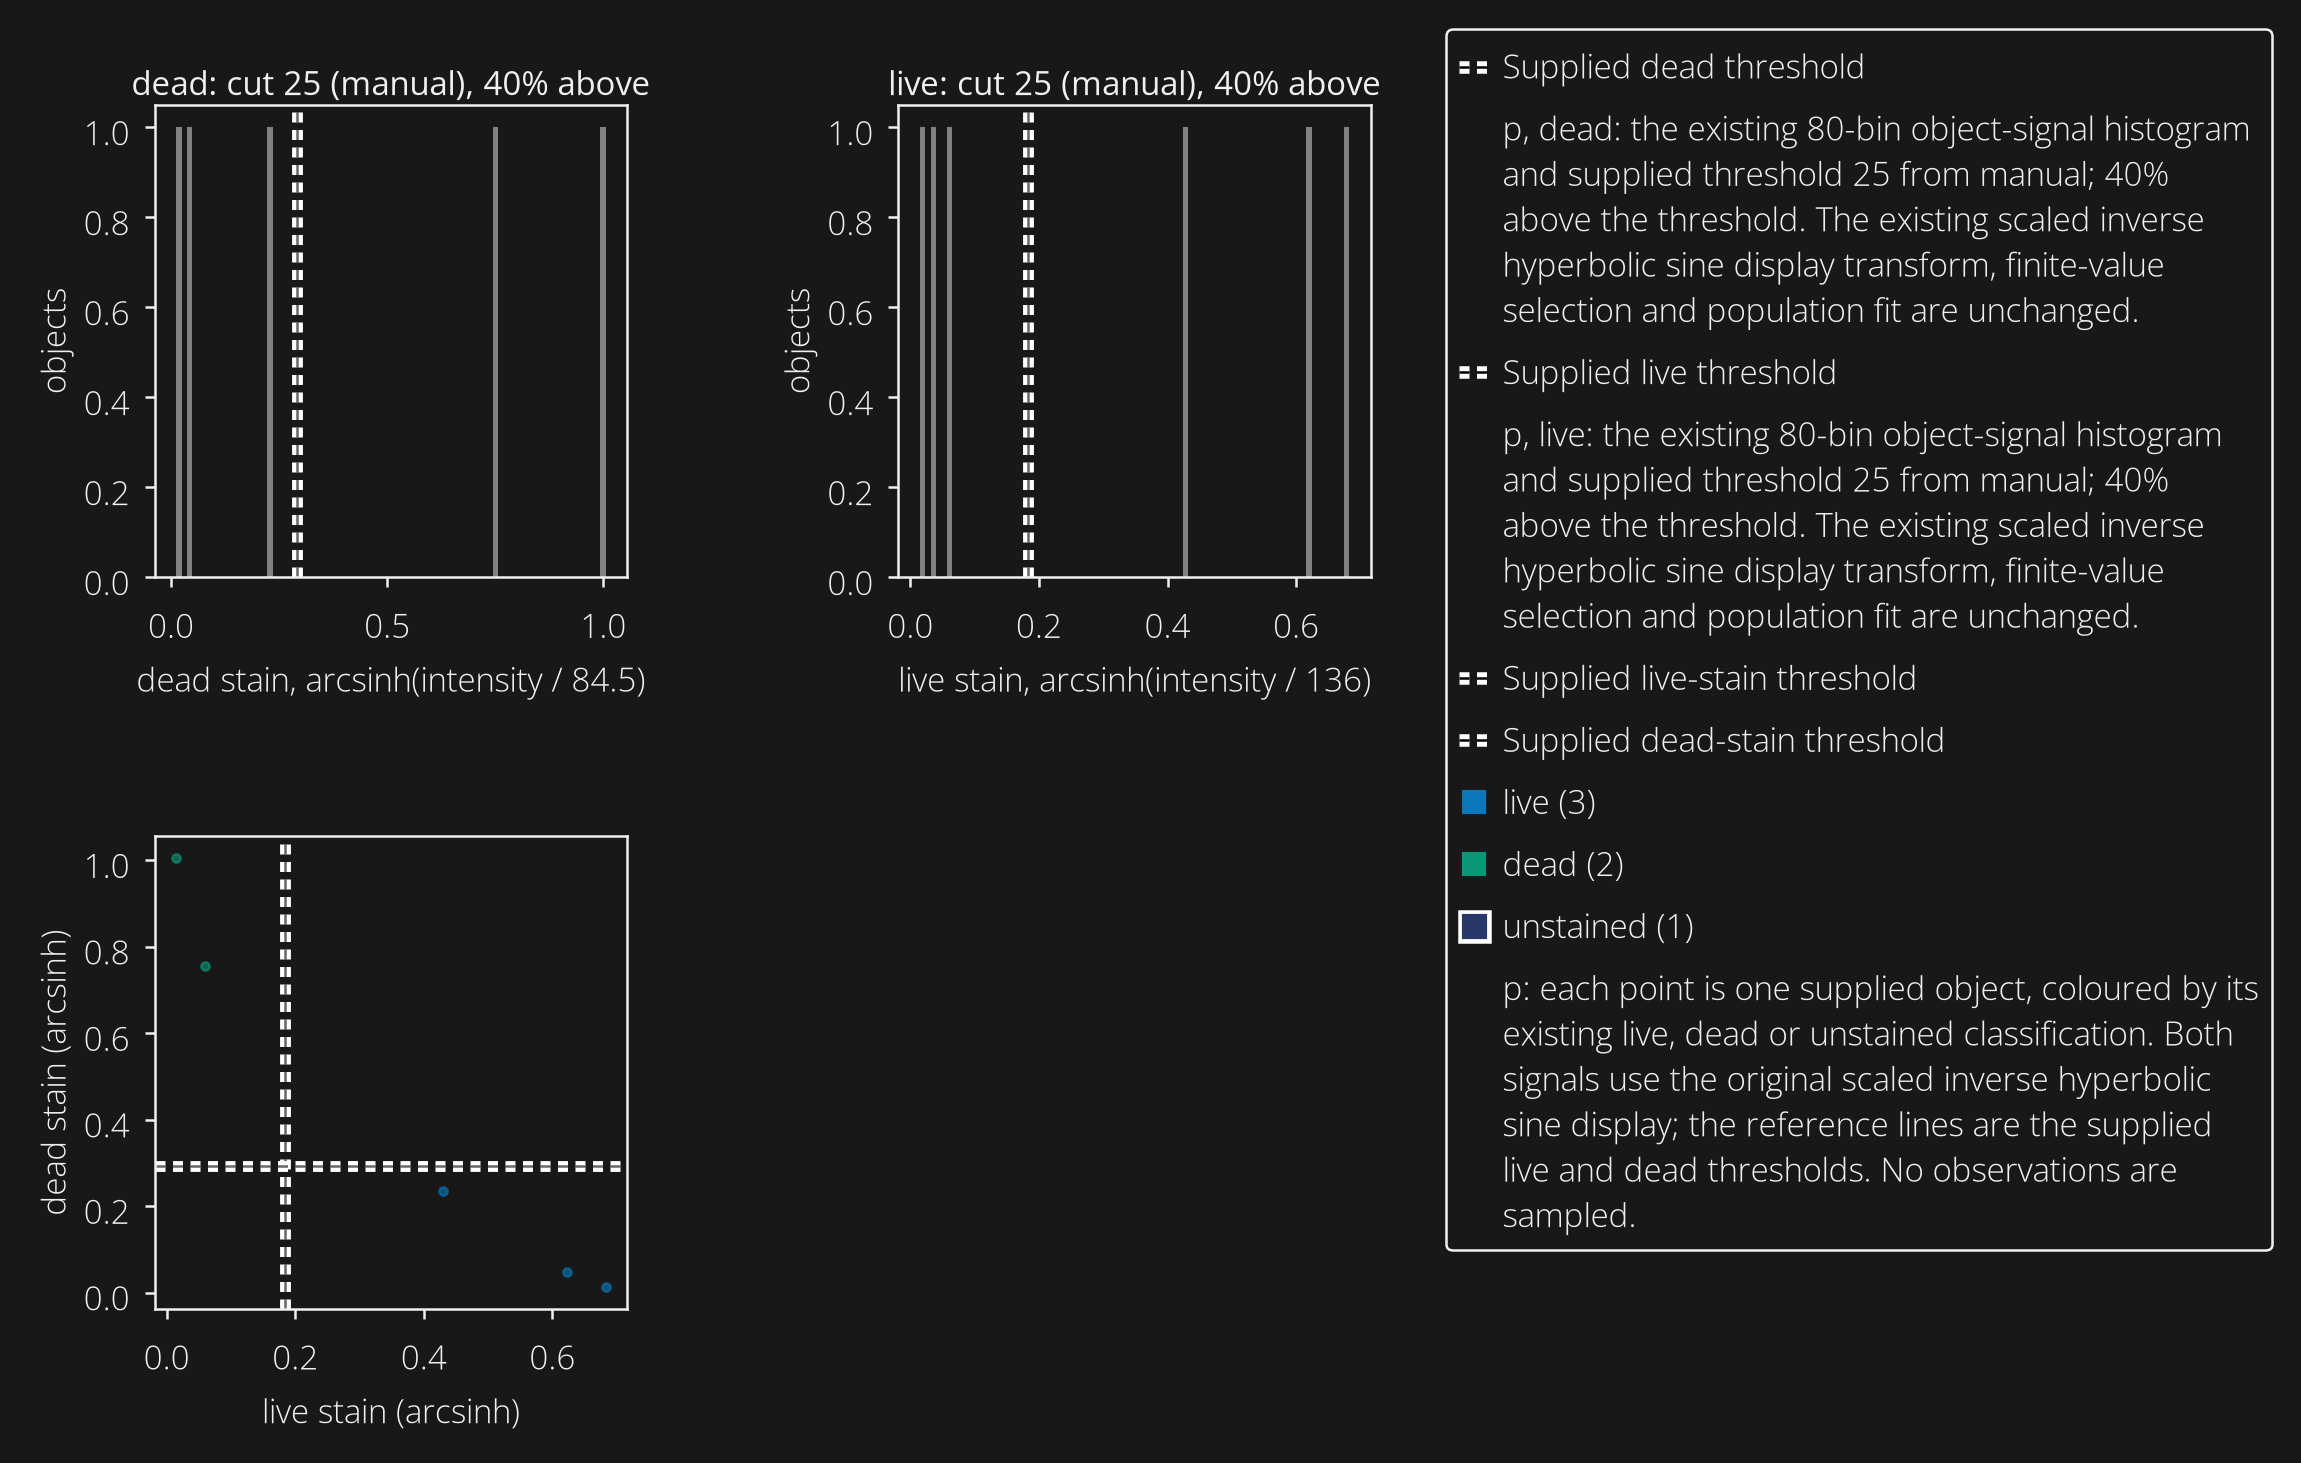 dead: cut 25 (manual), 40% above
1.0
0.8
0.6
0.4
0.2
0.0
objects
0.0 0.5 1.0
dead stain, arcsinh(intensity / 84.5)
live: cut 25 (manual), 40% above
1.0
0.8
0.6
0.4
0.2
0.0
objects
0.0 0.2 0.4 0.6
live stain, arcsinh(intensity / 136)
1.0
0.8
0.6
0.4
0.2
0.0
dead stain (arcsinh)
0.0 0.2 0.4 0.6
live stain (arcsinh)
Supplied dead threshold
p, dead: the existing 80-bin object-signal histogram
and supplied threshold 25 from manual; 40%
above the threshold. The existing scaled inverse
hyperbolic sine display transform, finite-value
selection and population fit are unchanged.
Supplied live threshold
p, live: the existing 80-bin object-signal histogram
and supplied threshold 25 from manual; 40%
above the threshold. The existing scaled inverse
hyperbolic sine display transform, finite-value
selection and population fit are unchanged.
Supplied live-stain threshold
Supplied dead-stain threshold
live (3)
dead (2)
unstained (1)
p: each point is one supplied object, coloured by its
existing live, dead or unstained classification. Both
signals use the original scaled inverse hyperbolic
sine display; the reference lines are the supplied
live and dead thresholds. No observations are
sampled.